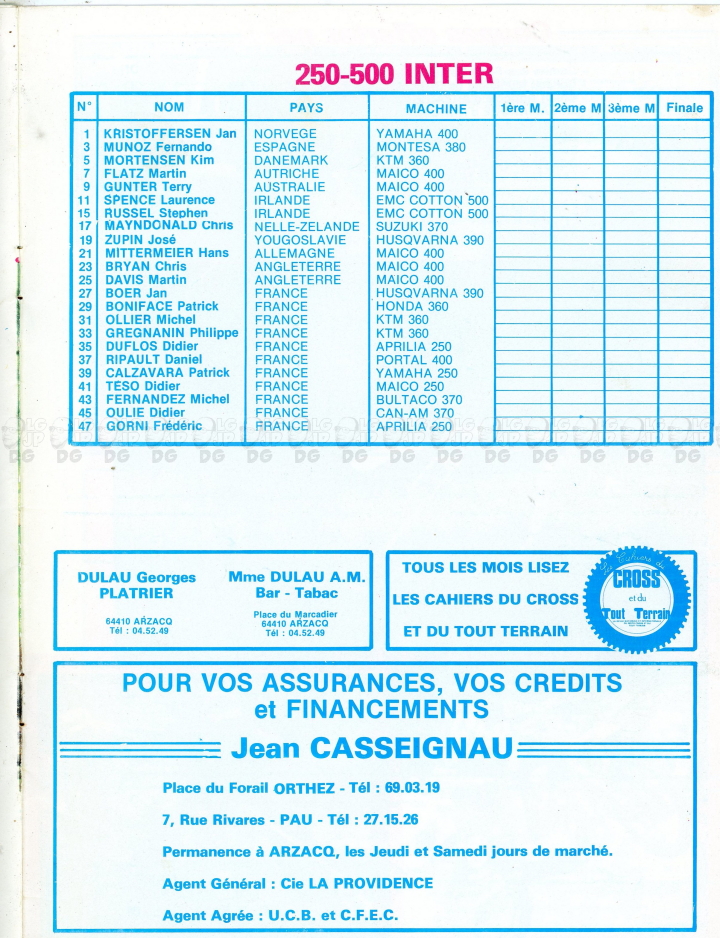 250-500 INTER
N° NOM PAYS MACHINE 1ère M. 2ème M 3ème M Finale
1 KRISTOFFERSEN Jan NORVEGE YAMAHA 400
3 MUNOZ Fernando ESPAGNE MONTESA 380
5 MORTENSEN Kim DANEMARK KTM 360
7 FLATZ Martin AUTRICHE MAICO 400
9 GUNTER Terry AUSTRALIE MAICO 400
11 SPENCE Laurence IRLANDE EMC COTTON 500
15 RUSSEL Stephen IRLANDE EMC COTTON 500
17 MAYNDONALD Chris NELLE-ZELANDE SUZUKI 370
19 ZUPIN José YOUGOSLAVIE HUSQVARNA 390
21 MITTERMEIER Hans ALLEMAGNE MAICO 400
23 BRYAN Chris ANGLETERRE MAICO 400
25 DAVIS Martin ANGLETERRE MAICO 400
27 BOER Jan FRANCE HUSQVARNA 390
29 BONIFACE Patrick FRANCE HONDA 360
31 OLLIER Michel FRANCE KTM 360
33 GREGNANIN Philippe FRANCE KTM 360
35 DUFLOS Didier FRANCE APRILIA 250
37 RIPAULT Daniel FRANCE PORTAL 400
39 CALZAVARA Patrick FRANCE YAMAHA 250
41 TESO Didier FRANCE MAICO 250
43 FERNANDEZ Michel FRANCE BULTACO 370
45 OULIE Didier FRANCE CAN-AM 370
47 GORNI Frédéric FRANCE APRILIA 250
DULAU Georges
PLATRIER
64410 ARZACQ
Tél : 04.52.49
Mme DULAU A.M.
Bar - Tabac
Place du Marcadier
64410 ARZACQ
Tél : 04.52.49
TOUS LES MOIS LISEZ
LES CAHIERS DU CROSS
ET DU TOUT TERRAIN
Les Cahiers du
CROSS
et du
Tout Terrain
POUR VOS ASSURANCES, VOS CREDITS
et FINANCEMENTS
Jean CASSEIGNAU
Place du Forail ORTHEZ - Tél : 69.03.19
7, Rue Rivares - PAU - Tél : 27.15.26
Permanence à ARZACQ, les Jeudi et Samedi jours de marché.
Agent Général : Cie LA PROVIDENCE
Agent Agrée : U.C.B. et C.F.E.C.